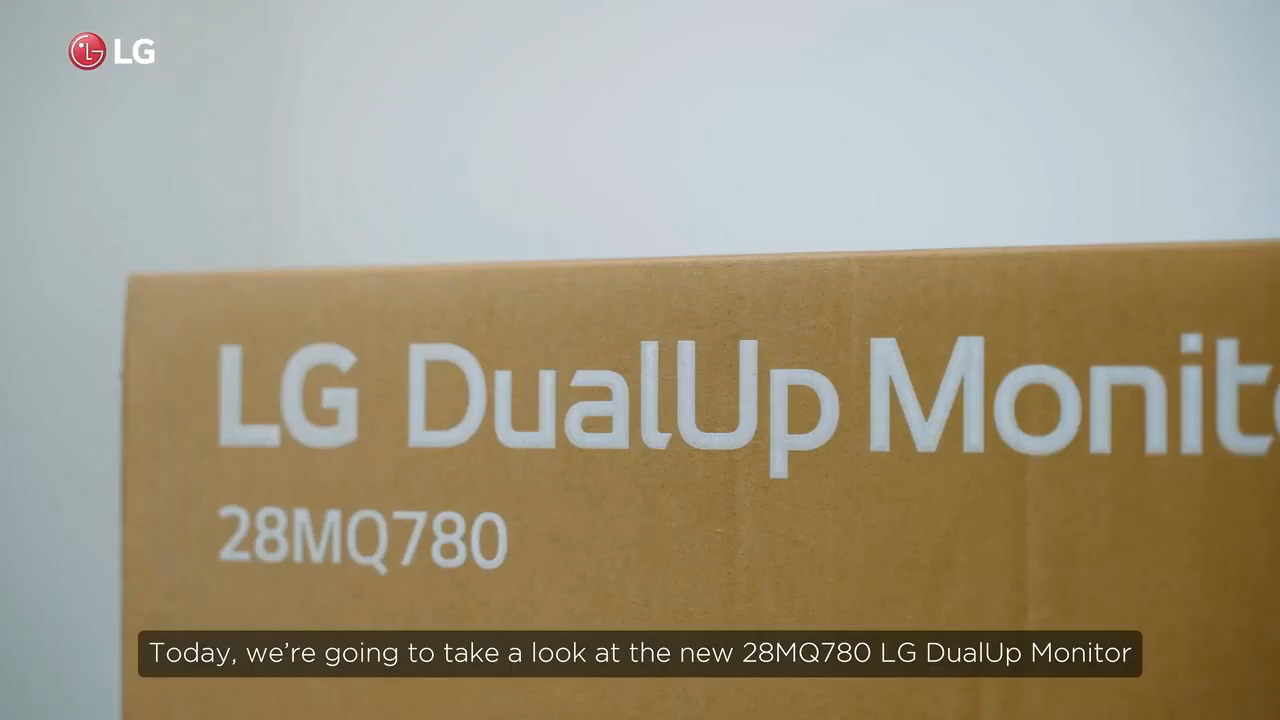 LG
LG DualUp Monit
28MQ780
Today, we're going to take a look at the new 28MQ780 LG DualUp Monitor